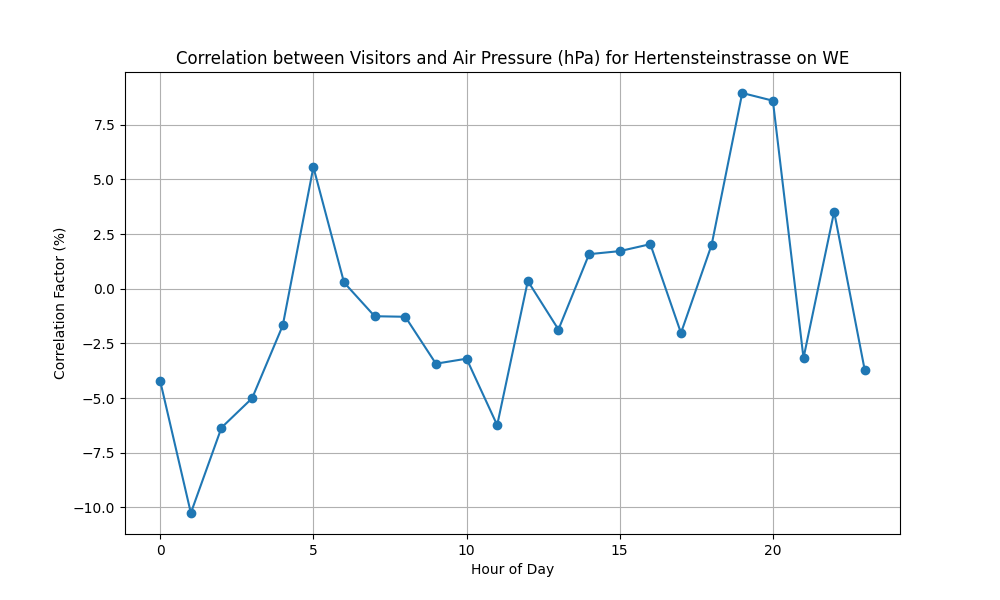 Correlation between Visitors and Air Pressure (hPa) for Hertensteinstrasse on WE
Correlation Factor (%)
7.5
5.0
2.5
0.0
−2.5
−5.0
−7.5
−10.0
0 5 10 15 20
Hour of Day